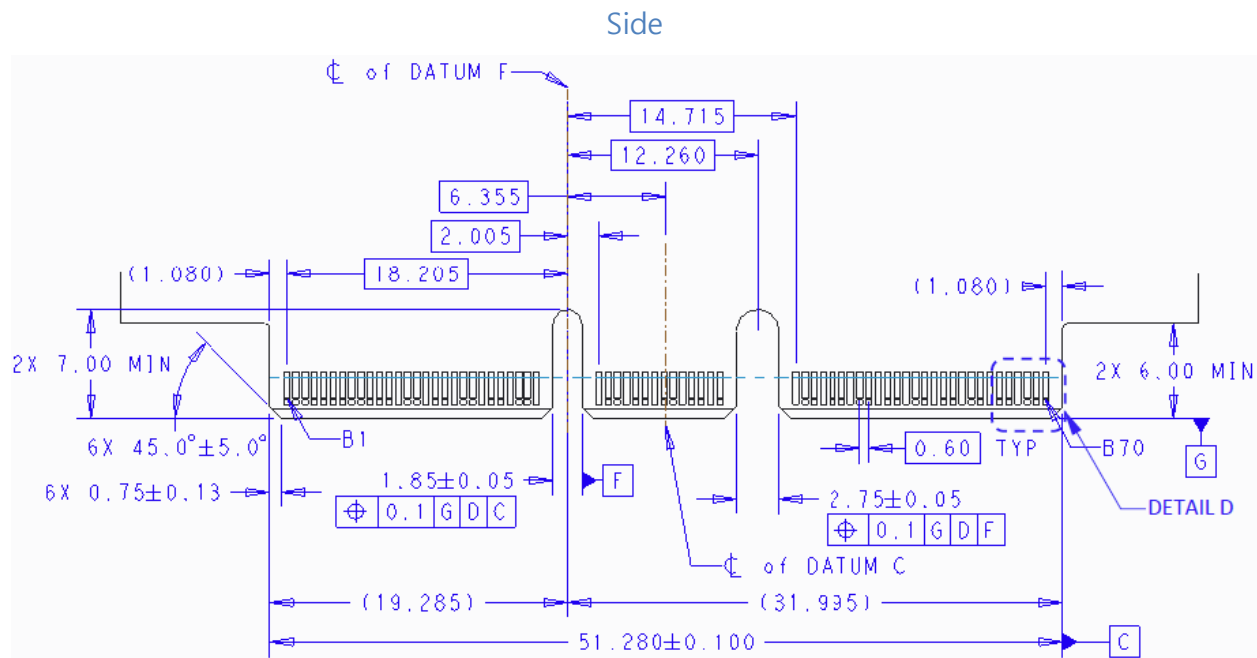 Side
℄ of DATUM F
14.715
12.260
6.355
2.005
(1.080)
18.205
(1.080)
2X 7.00 MIN
2X 6.00 MIN
B1
6X 45.0°±5.0°
0.60 TYP
B70
G
6X 0.75±0.13
1.85±0.05
F
⌖ 0.1 G D C
2.75±0.05
⌖ 0.1 G D F
DETAIL D
℄ of DATUM C
(19.285)
(31.995)
51.280±0.100
C